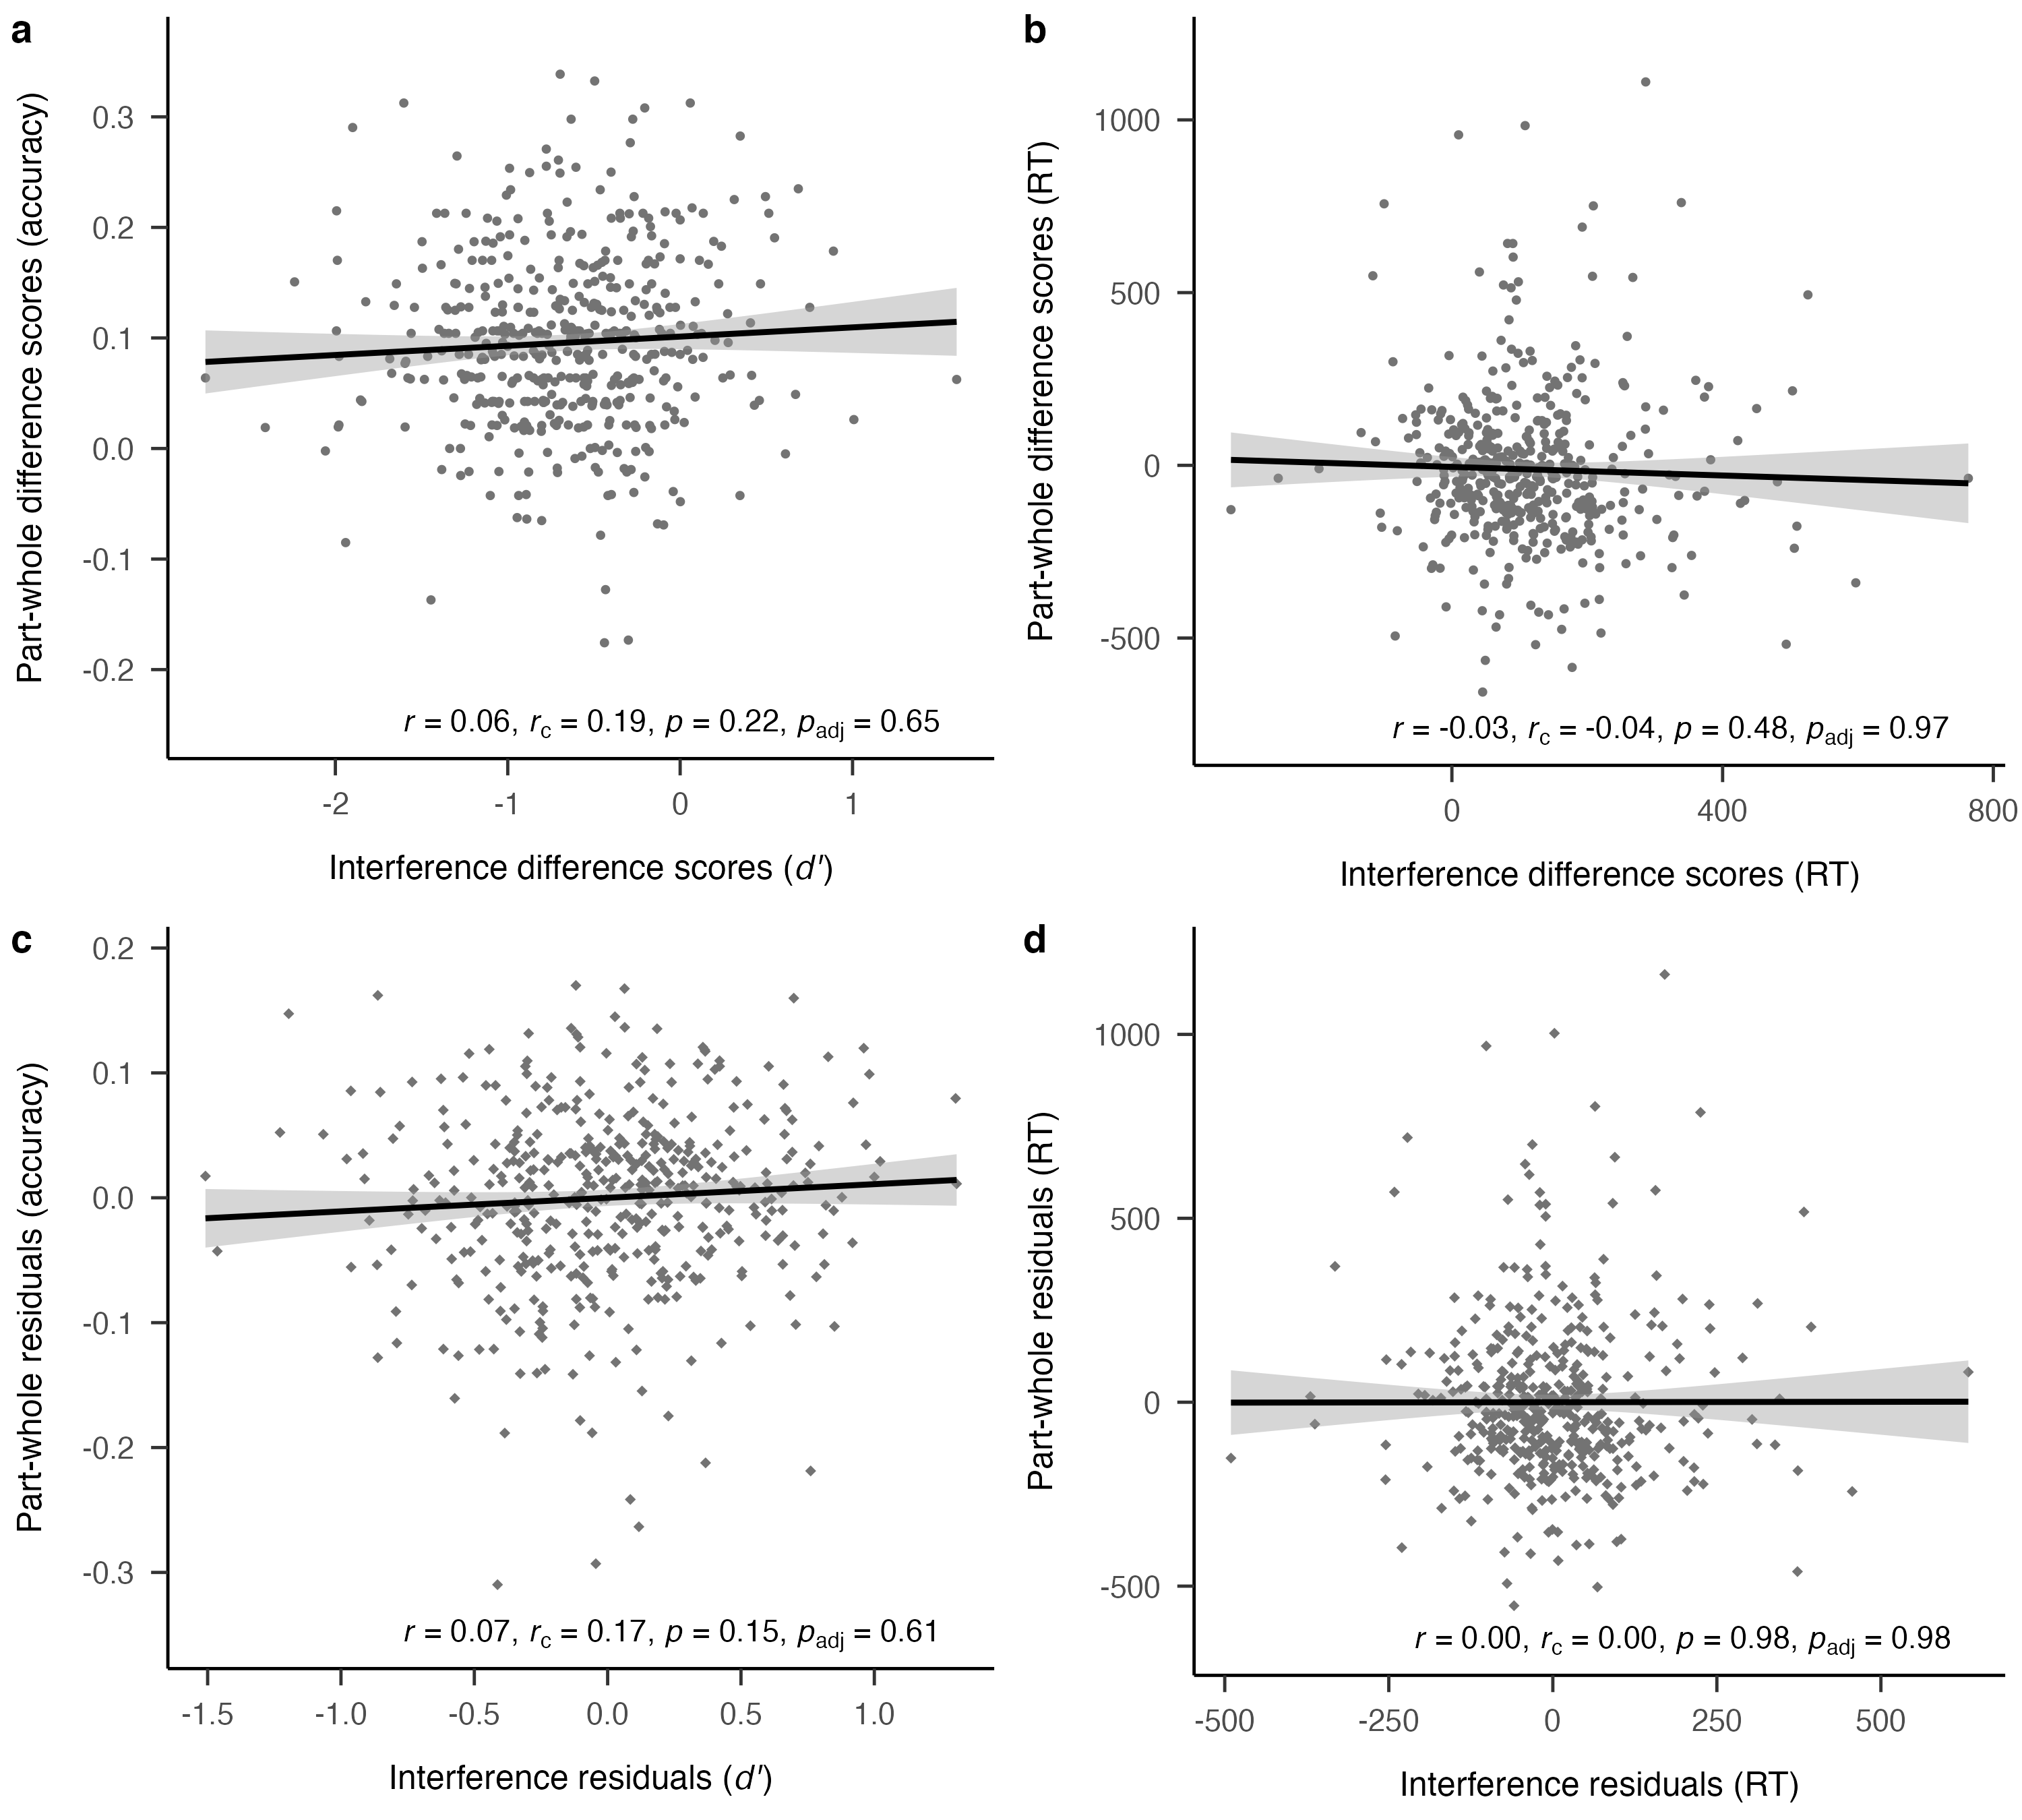 a
Part-whole difference scores (accuracy)
0.3
0.2
0.1
0.0
-0.1
-0.2
r = 0.06, rc = 0.19, p = 0.22, padj = 0.65
-2 -1 0 1
Interference difference scores (d')
b
Part-whole difference scores (RT)
1000
500
0
-500
r = -0.03, rc = -0.04, p = 0.48, padj = 0.97
0 400 800
Interference difference scores (RT)
c
Part-whole residuals (accuracy)
0.2
0.1
0.0
-0.1
-0.2
-0.3
r = 0.07, rc = 0.17, p = 0.15, padj = 0.61
-1.5 -1.0 -0.5 0.0 0.5 1.0
Interference residuals (d')
d
Part-whole residuals (RT)
1000
500
0
-500
r = 0.00, rc = 0.00, p = 0.98, padj = 0.98
-500 -250 0 250 500
Interference residuals (RT)